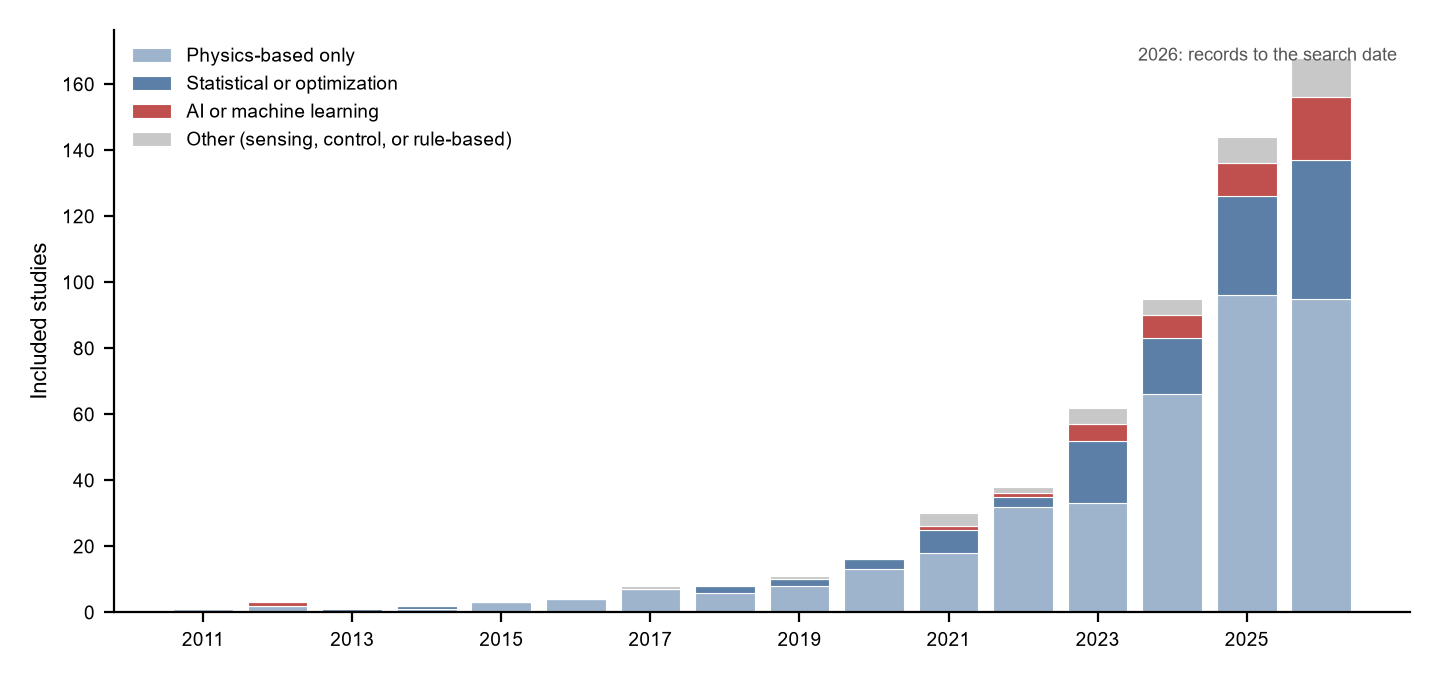 Physics-based only
Statistical or optimization
AI or machine learning
Other (sensing, control, or rule-based)
2026: records to the search date
Included studies
160
140
120
100
80
60
40
20
0
2011
2013
2015
2017
2019
2021
2023
2025